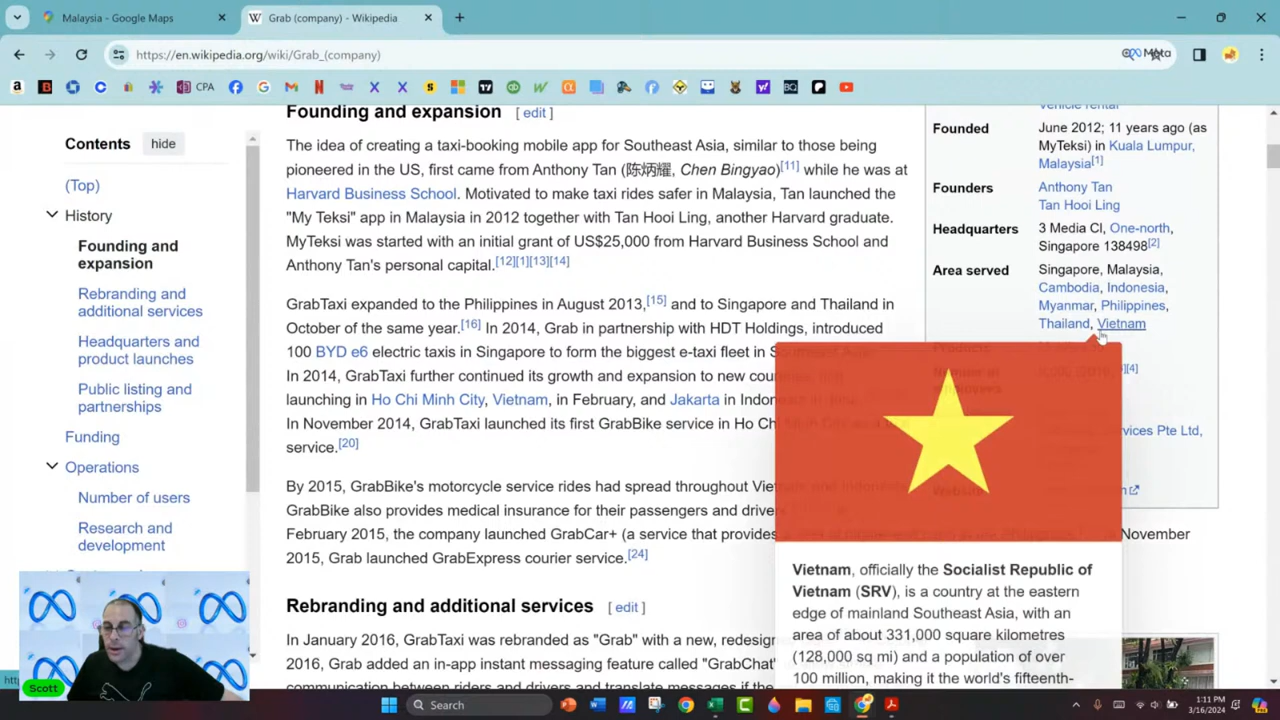 Malaysia - Google Maps
Grab (company) - Wikipedia
https://en.wikipedia.org/wiki/Grab_(company)
Meta
CPA
Contents hide
(Top)
History
Founding and
expansion
Rebranding and
additional services
Headquarters and
product launches
Public listing and
partnerships
Funding
Operations
Number of users
Research and
development
Founding and expansion [ edit ]
The idea of creating a taxi-booking mobile app for Southeast Asia, similar to those being
pioneered in the US, first came from Anthony Tan (陈炳耀, Chen Bingyao)[11] while he was at
Harvard Business School. Motivated to make taxi rides safer in Malaysia, Tan launched the
"My Teksi" app in Malaysia in 2012 together with Tan Hooi Ling, another Harvard graduate.
MyTeksi was started with an initial grant of US$25,000 from Harvard Business School and
Anthony Tan's personal capital.[12][1][13][14]
GrabTaxi expanded to the Philippines in August 2013,[15] and to Singapore and Thailand in
October of the same year.[16] In 2014, Grab in partnership with HDT Holdings, introduced
100 BYD e6 electric taxis in Singapore to form the biggest e-taxi fleet in
In 2014, GrabTaxi further continued its growth and expansion to new
launching in Ho Chi Minh City, Vietnam, in February, and Jakarta in
In November 2014, GrabTaxi launched its first GrabBike service in Ho
service.[20]
By 2015, GrabBike's motorcycle service rides had spread throughout
GrabBike also provides medical insurance for their passengers and
February 2015, the company launched GrabCar+ (a service that provides November
2015, Grab launched GrabExpress courier service.[24]
Rebranding and additional services [ edit ]
In January 2016, GrabTaxi was rebranded as "Grab" with a new,
2016, Grab added an in-app instant messaging feature called "GrabChat"
communication between riders and drivers and translate messages if the
Vehicle rental
Founded June 2012; 11 years ago (as
MyTeksi) in Kuala Lumpur,
Malaysia[1]
Founders Anthony Tan
Tan Hooi Ling
Headquarters 3 Media Cl, One-north,
Singapore 138498[2]
Area served Singapore, Malaysia,
Cambodia, Indonesia,
Myanmar, Philippines,
Thailand, Vietnam
[4]
Pte Ltd,
Vietnam, officially the Socialist Republic of
Vietnam (SRV), is a country at the eastern
edge of mainland Southeast Asia, with an
area of about 331,000 square kilometres
(128,000 sq mi) and a population of over
100 million, making it the world's fifteenth-
Scott
Search
1:11 PM
3/16/2024